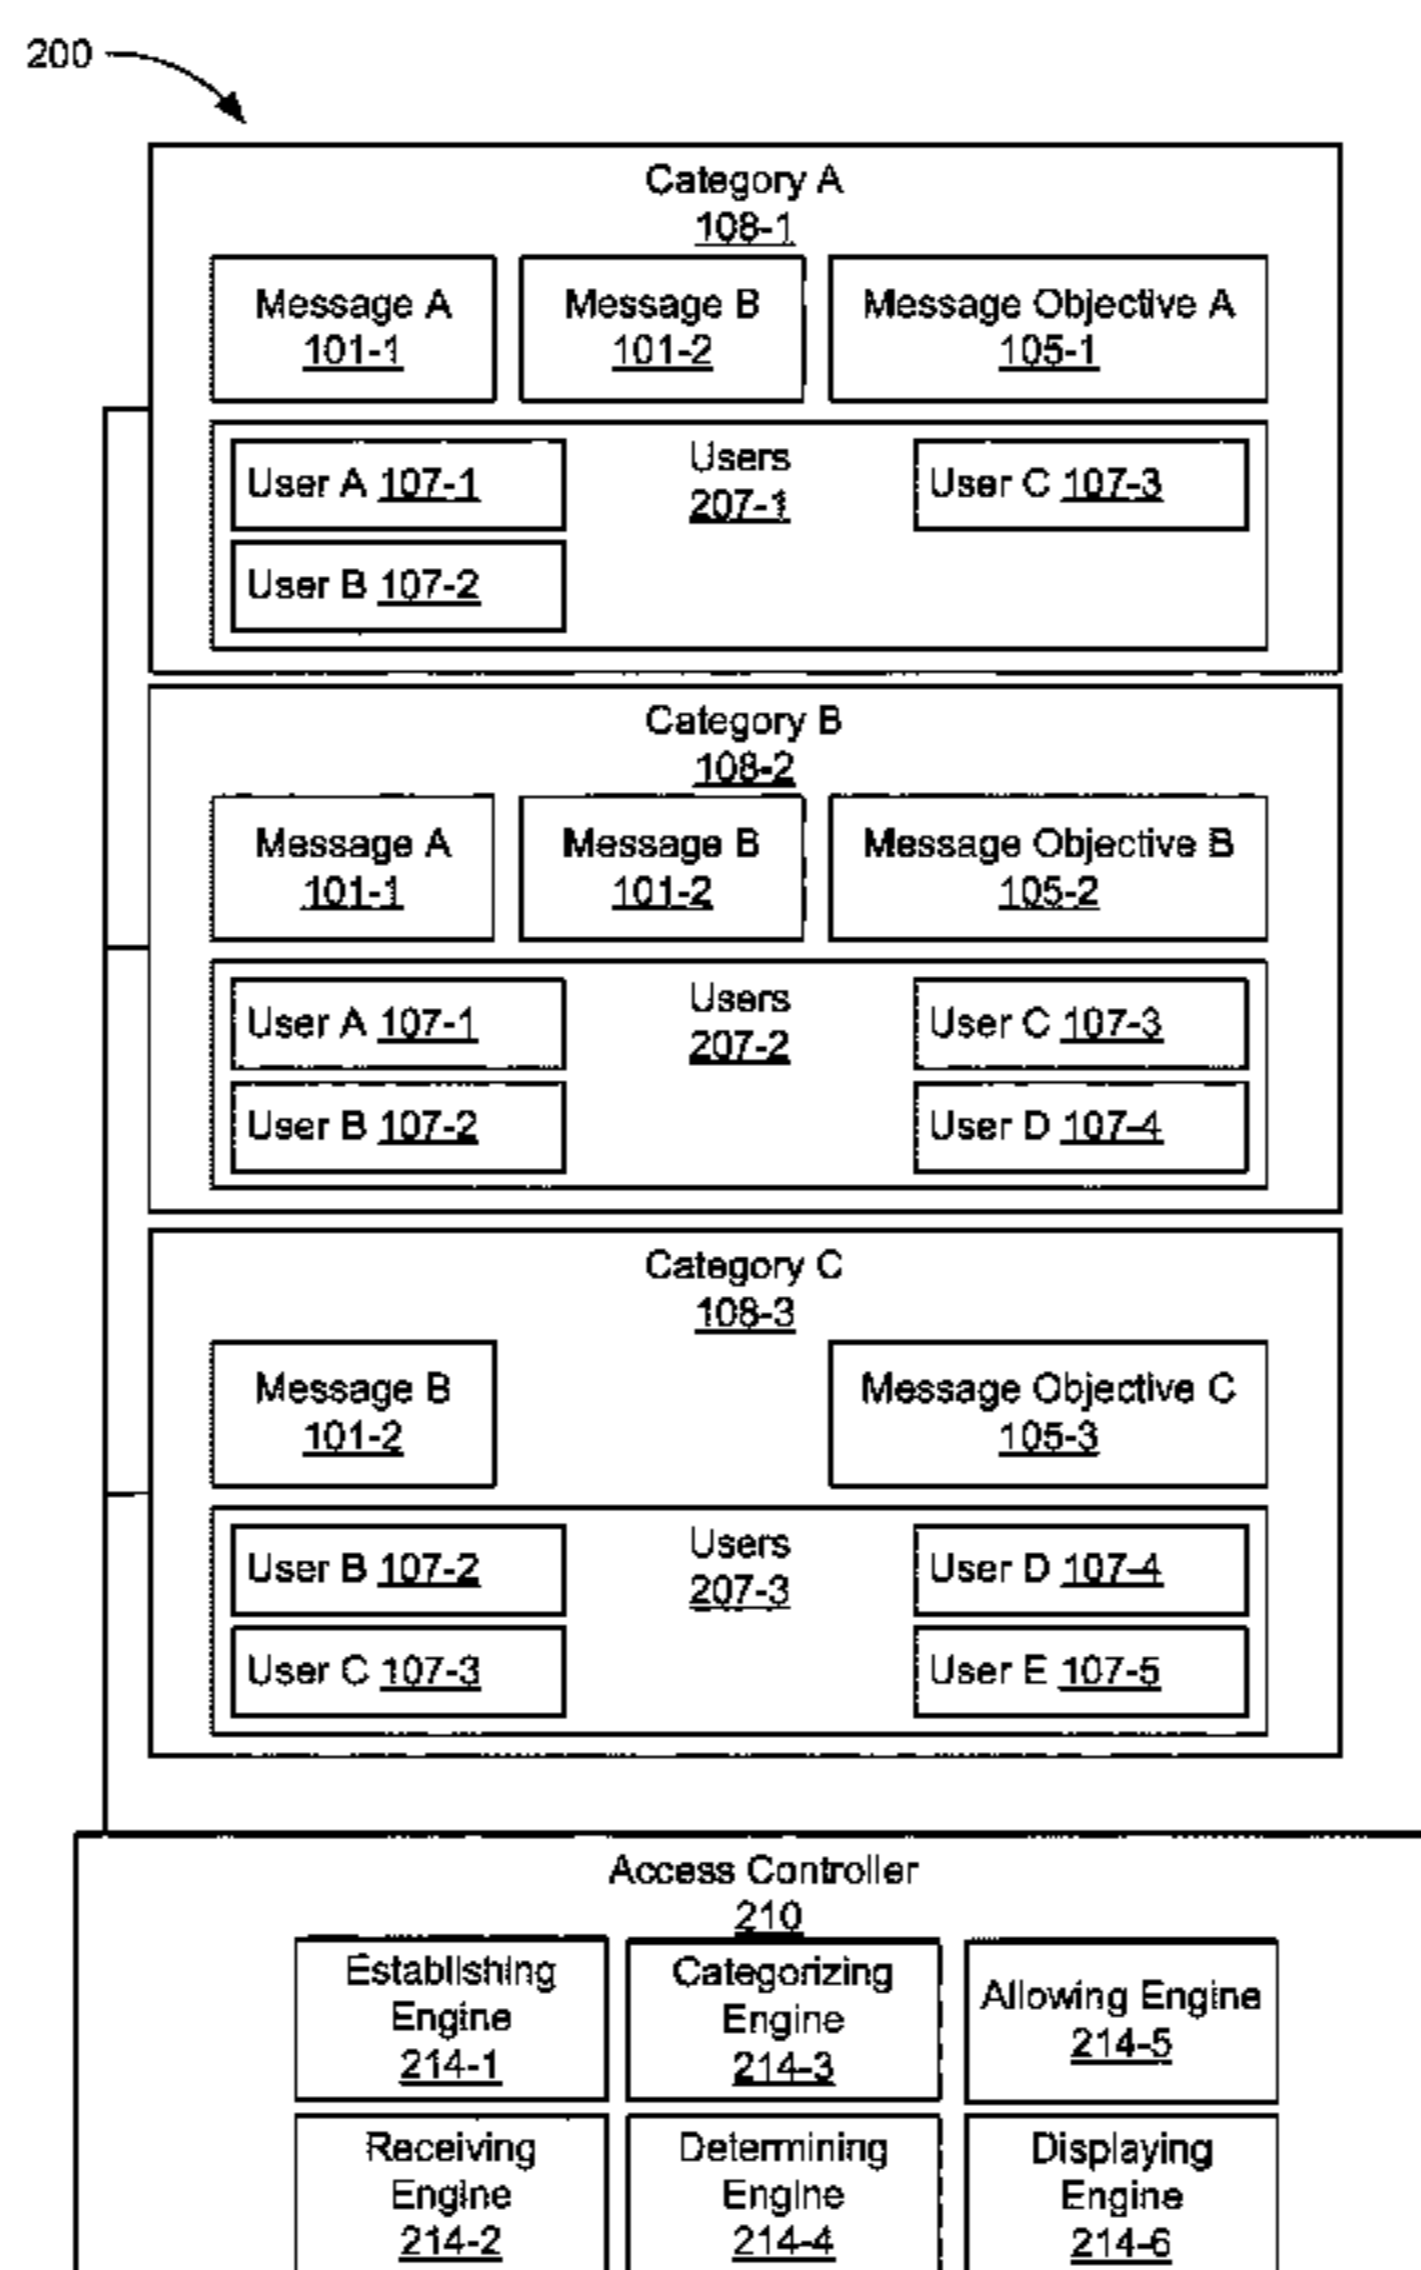 200
Category A
108-1
Message A
101-1
Message B
101-2
Message Objective A
105-1
User A 107-1
User B 107-2
Users
207-1
User C 107-3
Category B
108-2
Message A
101-1
Message B
101-2
Message Objective B
105-2
User A 107-1
User B 107-2
Users
207-2
User C 107-3
User D 107-4
Category C
108-3
Message B
101-2
Message Objective C
105-3
User B 107-2
User C 107-3
Users
207-3
User D 107-4
User E 107-5
Access Controller
210
Establishing
Engine
214-1
Categorizing
Engine
214-3
Allowing Engine
214-5
Receiving
Engine
214-2
Determining
Engine
214-4
Displaying
Engine
214-6